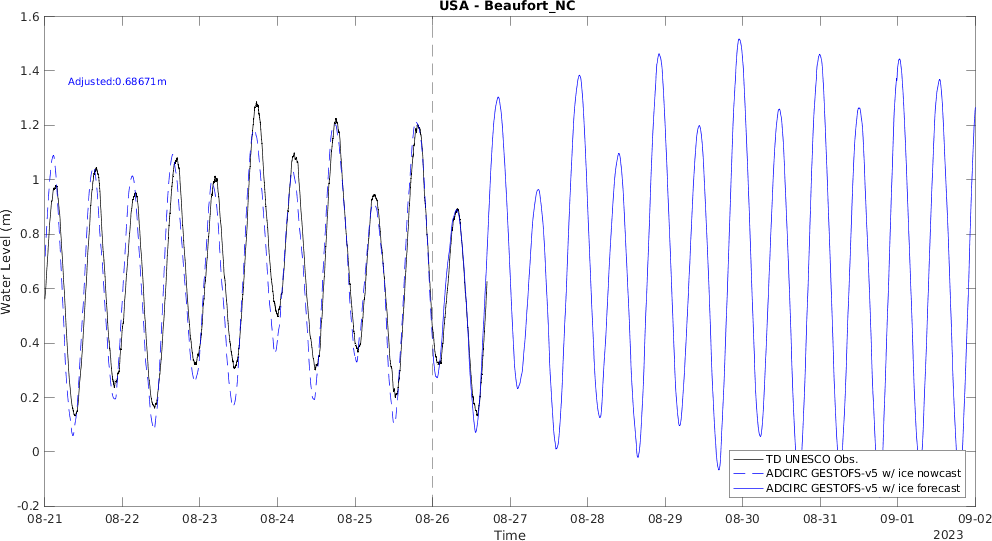 USA - Beaufort_NC
1.6
1.4
Adjusted:0.68671m
1.2
1
0.8
Water Level (m)
0.6
0.4
0.2
0
TD UNESCO Obs.
ADCIRC GESTOFS-v5 w/ ice nowcast
ADCIRC GESTOFS-v5 w/ ice forecast
-0.2
08-21 08-22 08-23 08-24 08-25 08-26 08-27 08-28 08-29 08-30 08-31 09-01 09-02
Time
2023